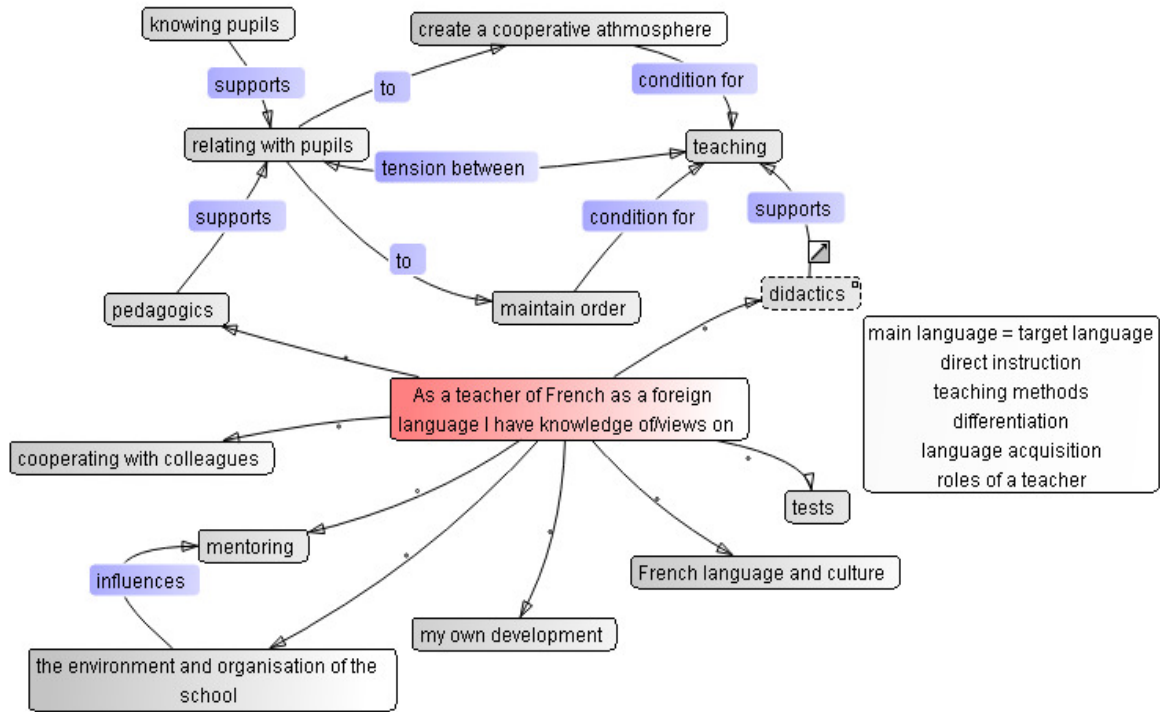 knowing pupils
create a cooperative athmosphere
supports
to
condition for
relating with pupils
teaching
tension between
supports
condition for
supports
to
pedagogics
maintain order
didactics
main language = target language
direct instruction
teaching methods
differentiation
language acquisition
roles of a teacher
As a teacher of French as a foreign
language I have knowledge of/views on
cooperating with colleagues
tests
mentoring
influences
French language and culture
my own development
the environment and organisation of the
school